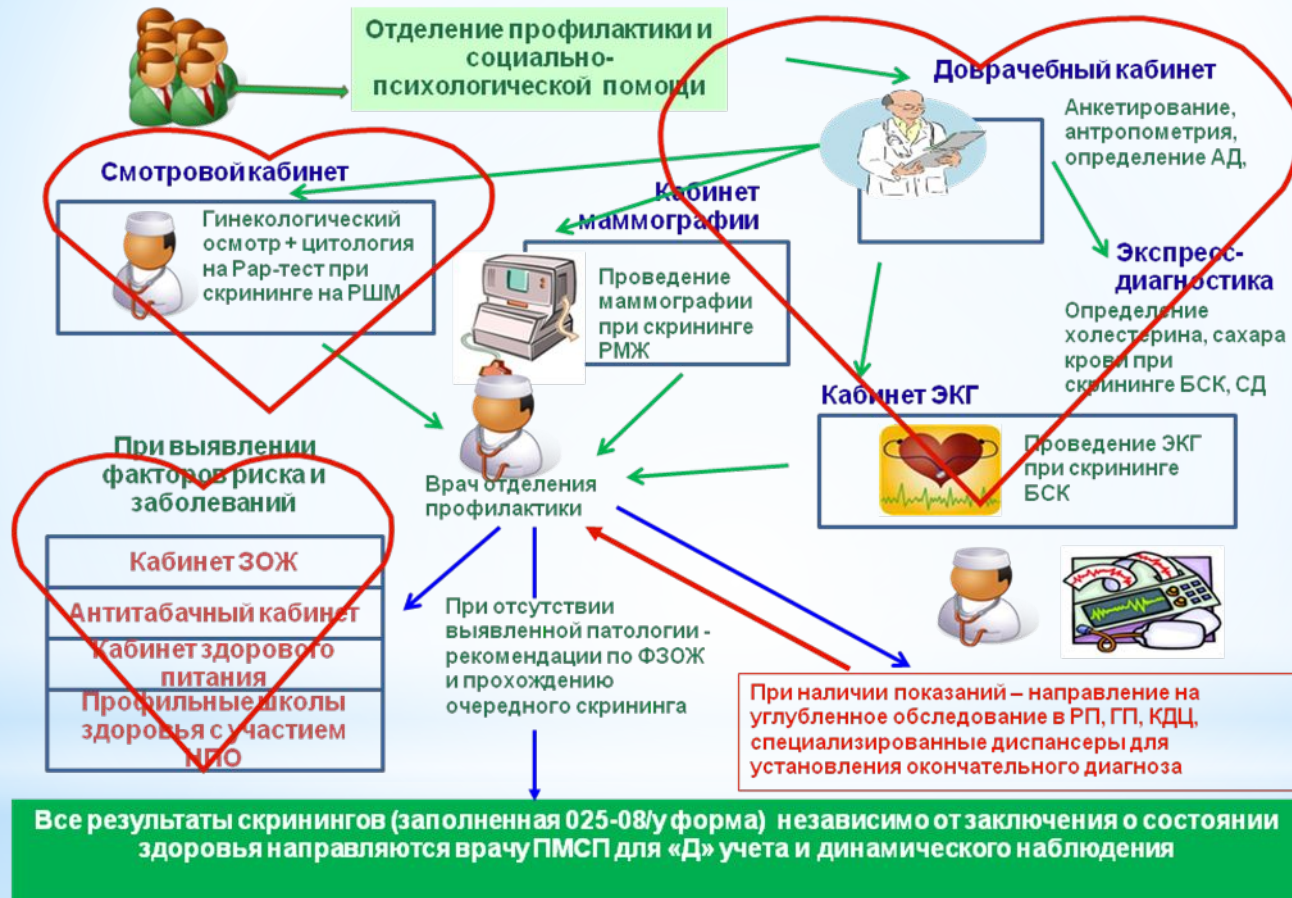 Отделение профилактики и
социально-
психологической помощи
Доврачебный кабинет
Анкетирование,
антропометрия,
определение АД,
Смотровой кабинет
Гинекологический
осмотр + цитология
на Рар-тест при
скрининге на РШМ
Кабинет
маммографии
Проведение
маммографии
при скрининге
РМЖ
Экспресс-
диагностика
Определение
холестерина, сахара
крови при
скрининге БСК, СД
Кабинет ЭКГ
Проведение ЭКГ
при скрининге
БСК
Врач отделения
профилактики
При выявлении
факторов риска и
заболеваний
Кабинет ЗОЖ
Антитабачный кабинет
Кабинет здорового
питания
Профильные школы
здоровья с участием
НПО
При отсутствии
выявленной патологии -
рекомендации по ФЗОЖ
и прохождению
очередного скрининга
При наличии показаний – направление на
углубленное обследование в РП, ГП, КДЦ,
специализированные диспансеры для
установления окончательного диагноза
Все результаты скринингов (заполненная 025-08/у форма) независимо от заключения о состоянии
здоровья направляются врачу ПМСП для «Д» учета и динамического наблюдения